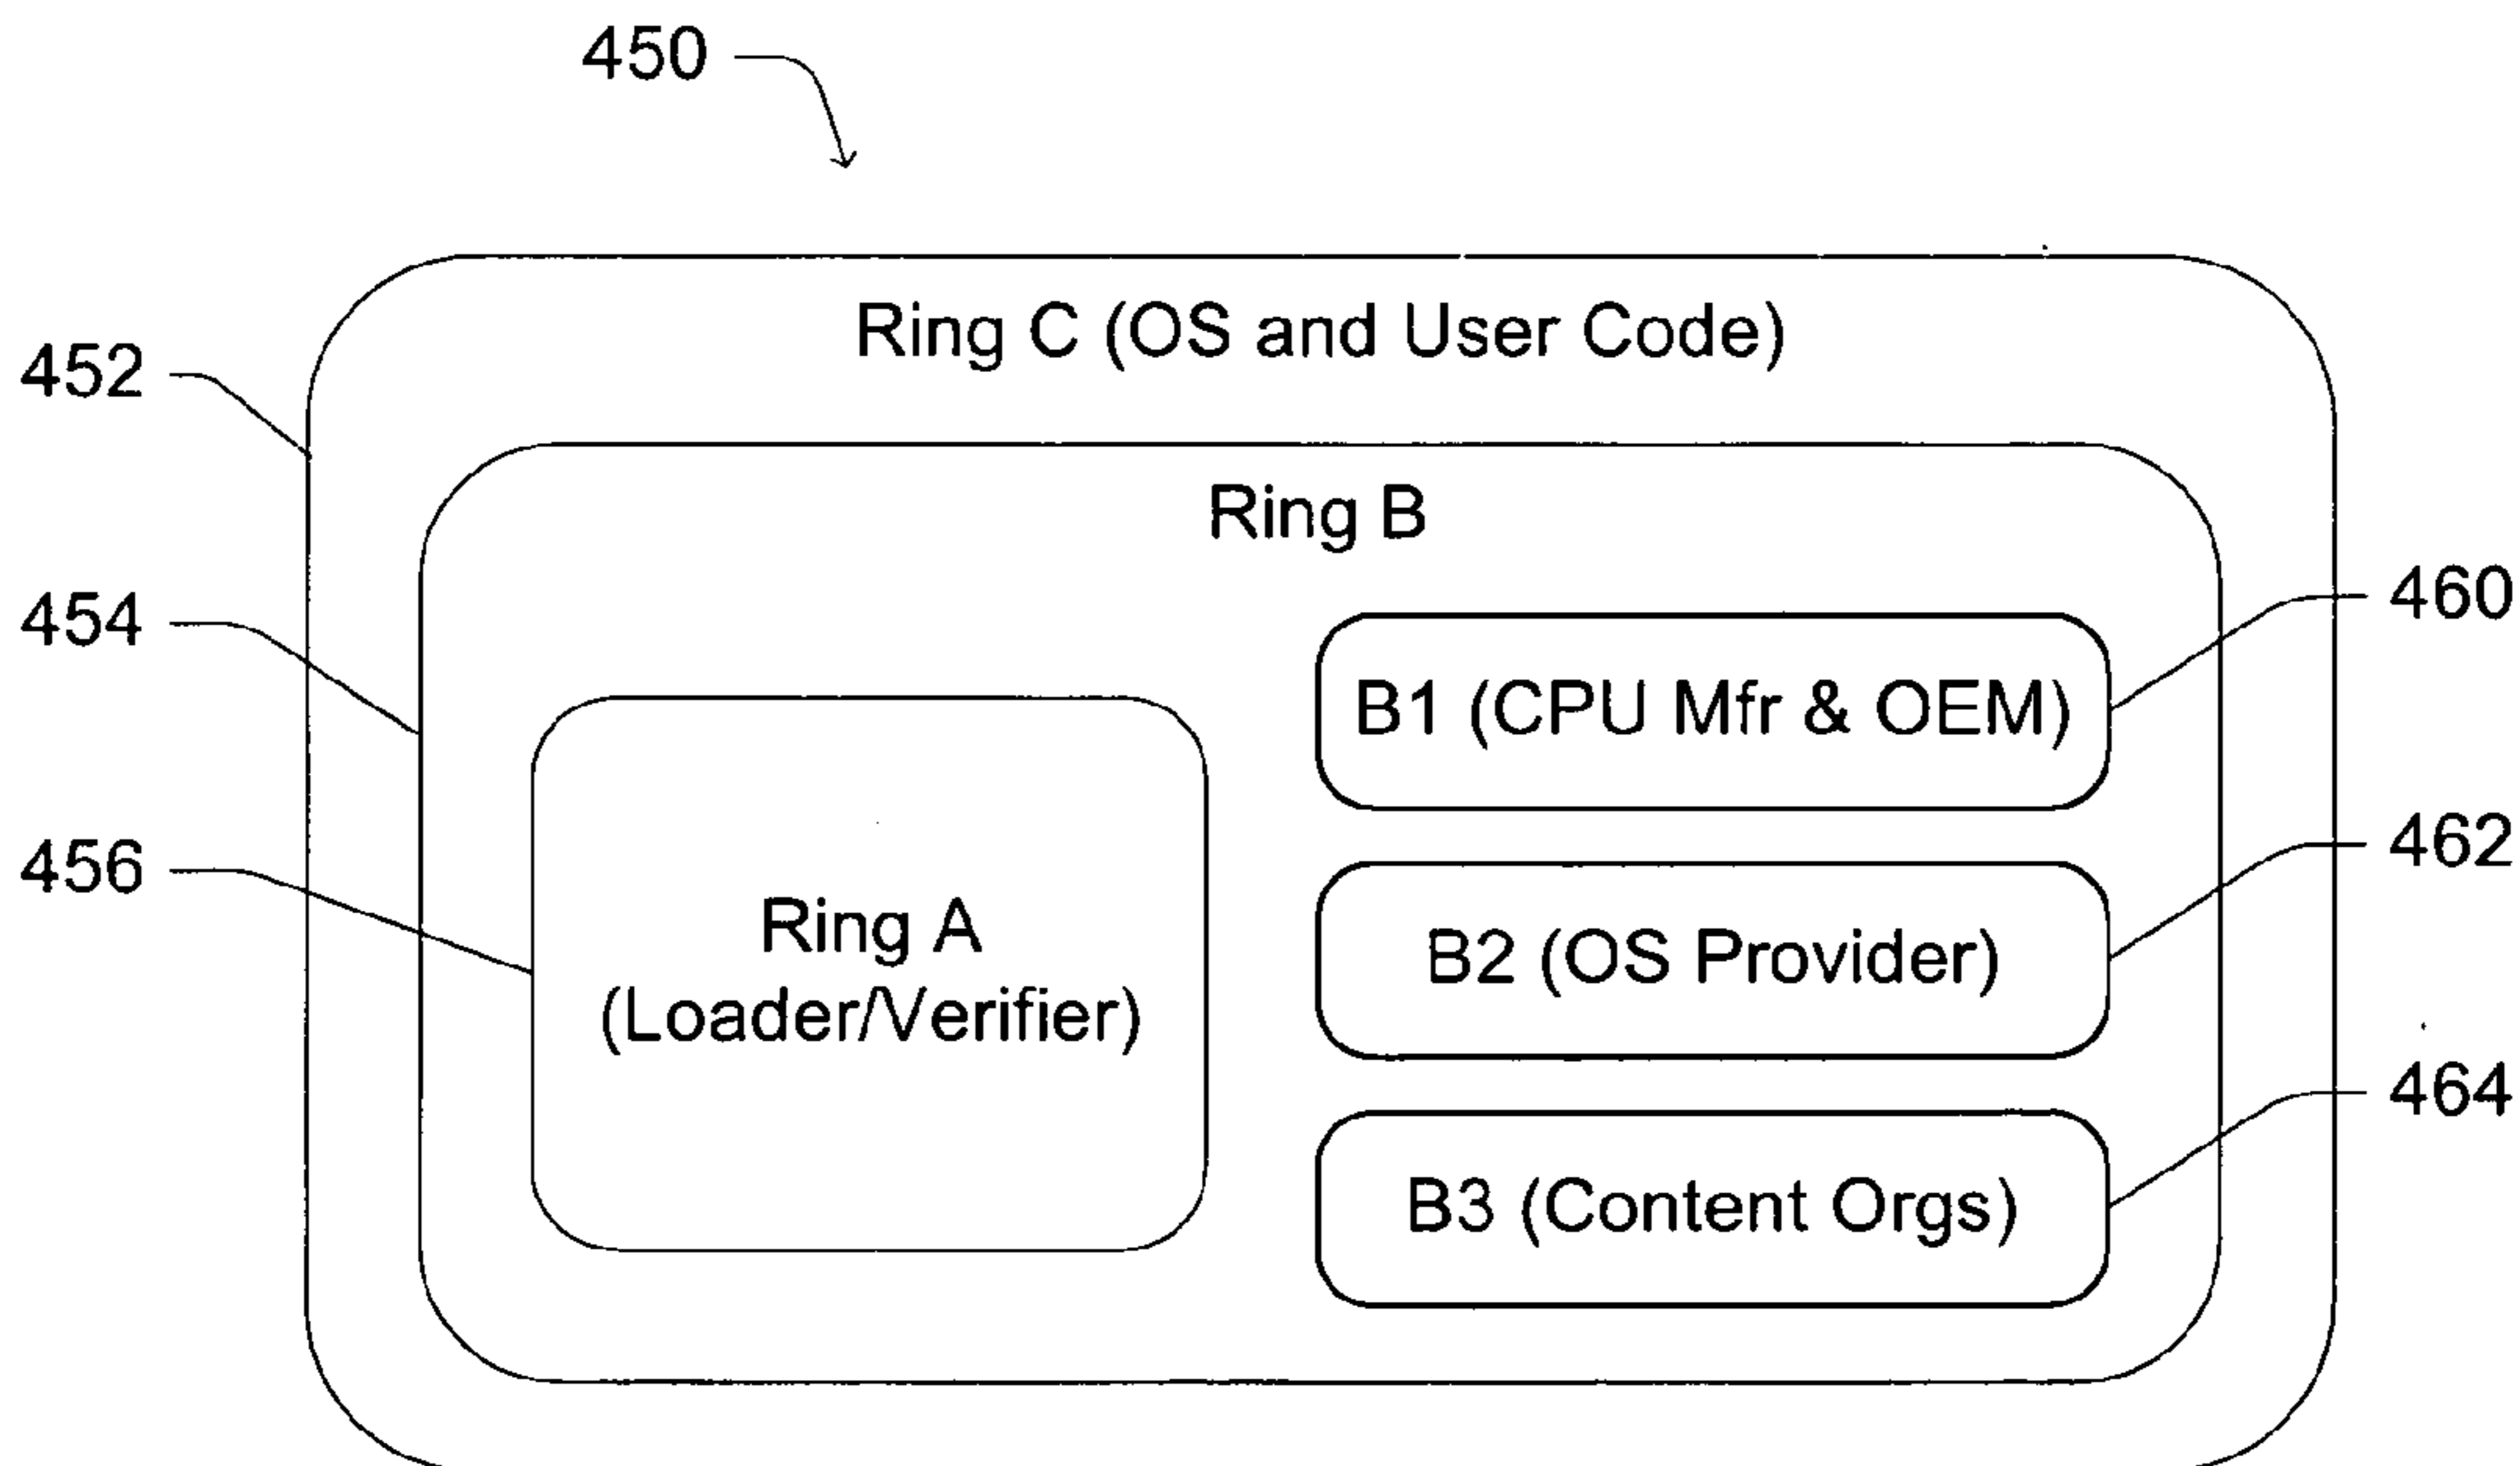 450
Ring C (OS and User Code)
452
Ring B
454
460
B1 (CPU Mfr & OEM)
456
462
Ring A
(Loader/Verifier)
B2 (OS Provider)
464
B3 (Content Orgs)